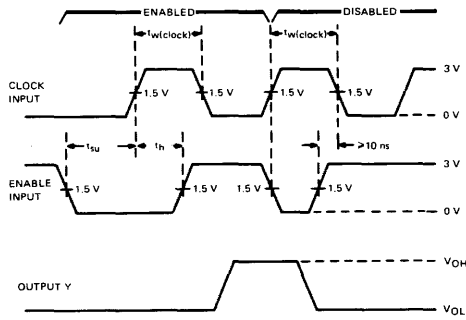 ENABLED DISABLED
tw(clock) tw(clock)
CLOCK INPUT
1.5 V 1.5 V 1.5 V 1.5 V
3 V
0 V
tsu th ≥10 ns
ENABLE INPUT
1.5 V 1.5 V 1.5 V 1.5 V
3 V
0 V
OUTPUT Y
VOH
VOL